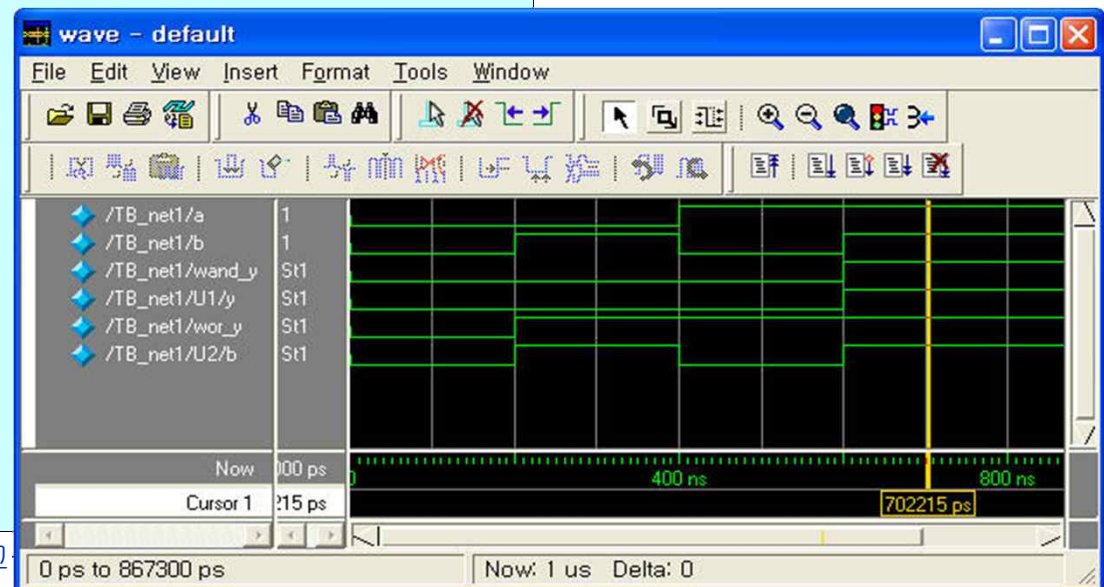 wave - default
File Edit View Insert Format Tools Window
/TB_net1/a 1
/TB_net1/b 1
/TB_net1/wand_y St1
/TB_net1/U1/y St1
/TB_net1/wor_y St1
/TB_net1/U2/b St1
Now 000 ps 0 400 ns 800 ns
Cursor 1 215 ps 702215 ps
0 ps to 867300 ps Now: 1 us Delta: 0